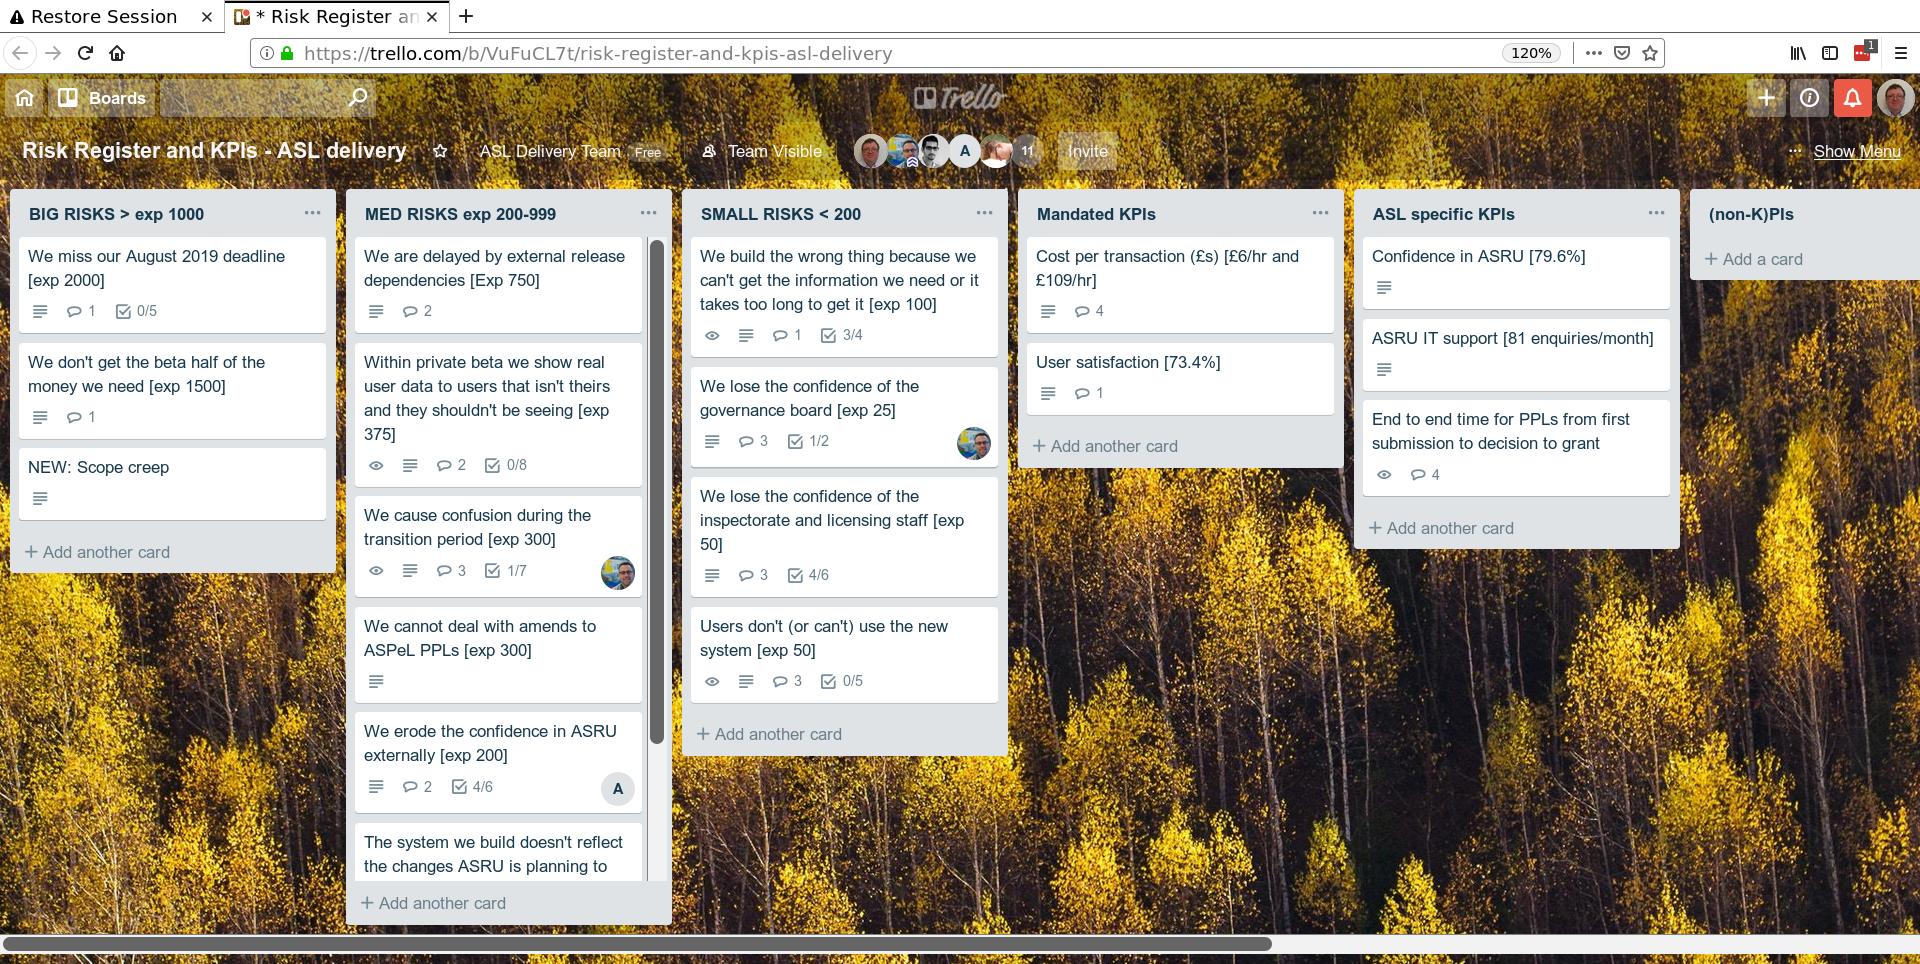 Restore Session
* Risk Register an
https://trello.com/b/VuFuCL7t/risk-register-and-kpis-asl-delivery
120%
1
Boards
Trello
Risk Register and KPIs - ASL delivery
ASL Delivery Team
Free
Team Visible
A
11
Invite
Show Menu
BIG RISKS > exp 1000
We miss our August 2019 deadline
[exp 2000]
1
0/5
We don't get the beta half of the
money we need [exp 1500]
1
NEW: Scope creep
+ Add another card
MED RISKS exp 200-999
We are delayed by external release
dependencies [Exp 750]
2
Within private beta we show real
user data to users that isn't theirs
and they shouldn't be seeing [exp
375]
2
0/8
We cause confusion during the
transition period [exp 300]
3
1/7
We cannot deal with amends to
ASPeL PPLs [exp 300]
We erode the confidence in ASRU
externally [exp 200]
2
4/6
A
The system we build doesn't reflect
the changes ASRU is planning to
+ Add another card
SMALL RISKS < 200
We build the wrong thing because we
can't get the information we need or it
takes too long to get it [exp 100]
1
3/4
We lose the confidence of the
governance board [exp 25]
3
1/2
We lose the confidence of the
inspectorate and licensing staff [exp
50]
3
4/6
Users don't (or can't) use the new
system [exp 50]
3
0/5
+ Add another card
Mandated KPIs
Cost per transaction (£s) [£6/hr and
£109/hr]
4
User satisfaction [73.4%]
1
+ Add another card
ASL specific KPIs
Confidence in ASRU [79.6%]
ASRU IT support [81 enquiries/month]
End to end time for PPLs from first
submission to decision to grant
4
+ Add another card
(non-K)PIs
+ Add a card